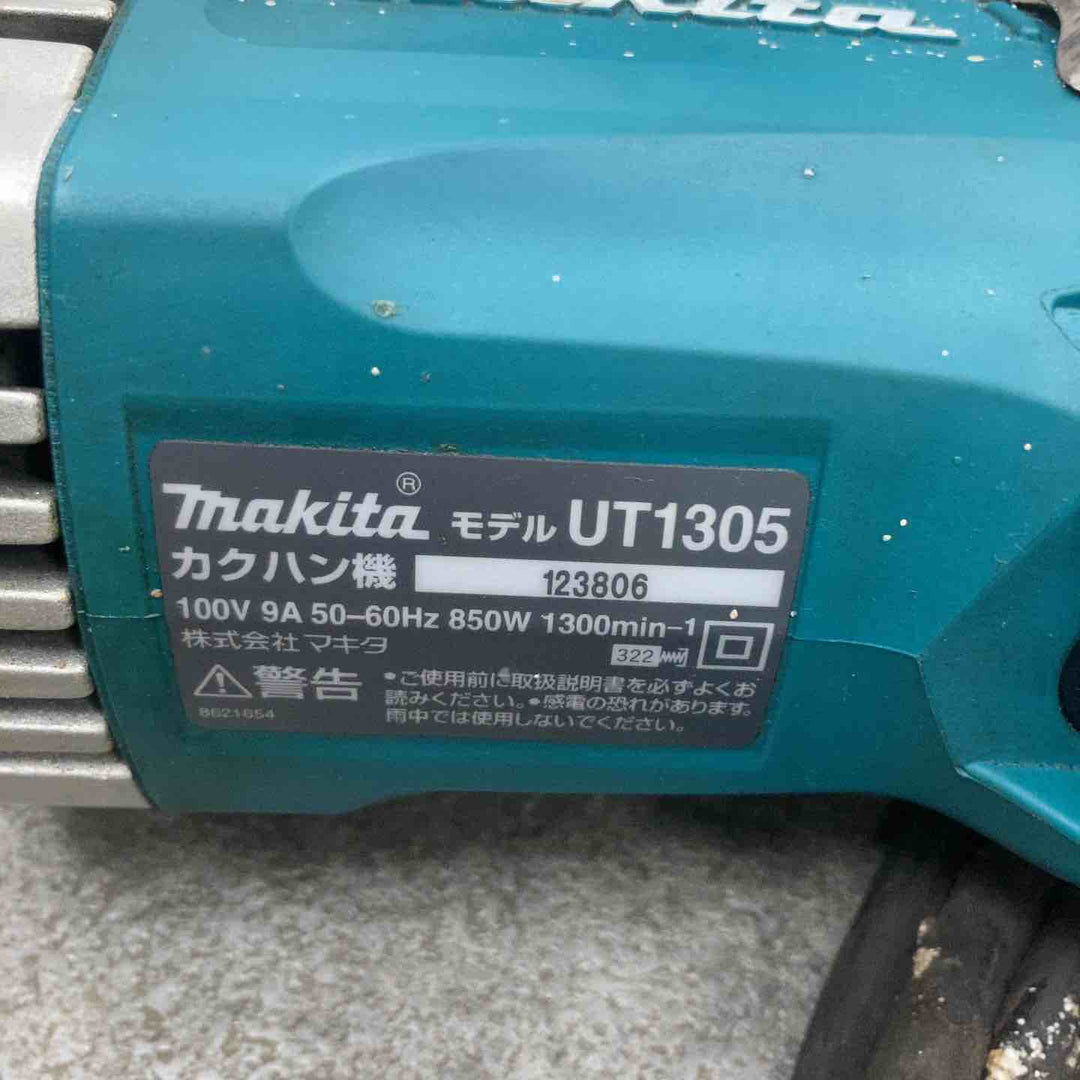 makita
makita® モデル UT1305
カクハン機 123806
100V 9A 50–60Hz 850W 1300min–1
株式会社 マキタ 322
警告 •ご使用前に取扱説明書を必ずよくお
読みください。•感電の恐れがあります。
8621654 雨中では使用しないでください。